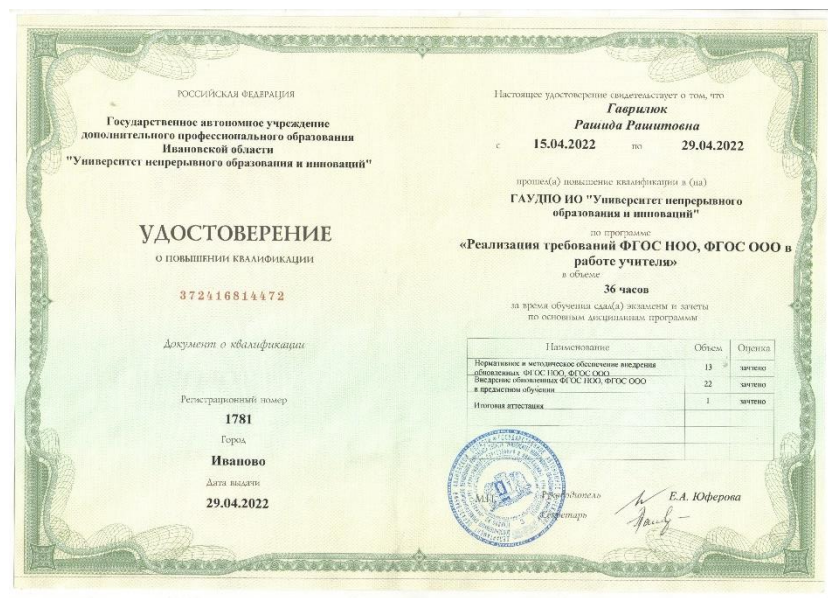 РОССИЙСКАЯ ФЕДЕРАЦИЯ
Государственное автономное учреждение
дополнительного профессионального образования
Ивановской области
"Университет непрерывного образования и инноваций"
УДОСТОВЕРЕНИЕ
О ПОВЫШЕНИИ КВАЛИФИКАЦИИ
372416814472
Документ о квалификации
Регистрационный номер
1781
Город
Иваново
Дата выдачи
29.04.2022
Настоящее удостоверение свидетельствует о том, что
Гаврилюк
Рашида Рашитовна
с 15.04.2022 по 29.04.2022
прошел(а) повышение квалификации в (на)
ГАУДПО ИО "Университет непрерывного
образования и инноваций"
по программе
«Реализация требований ФГОС НОО, ФГОС ООО в
работе учителя»
в объеме
36 часов
за время обучения сдал(а) экзамены и зачеты
по основным дисциплинам программы
Наименование Объем Оценка
Нормативное и методическое обеспечение внедрения
обновленных ФГОС НОО, ФГОС ООО 13 зачтено
Внедрение обновленных ФГОС НОО, ФГОС ООО
в предметном обучении 22 зачтено
Итоговая аттестация 1 зачтено
М.П. Руководитель Е.А. Юферова
Секретарь